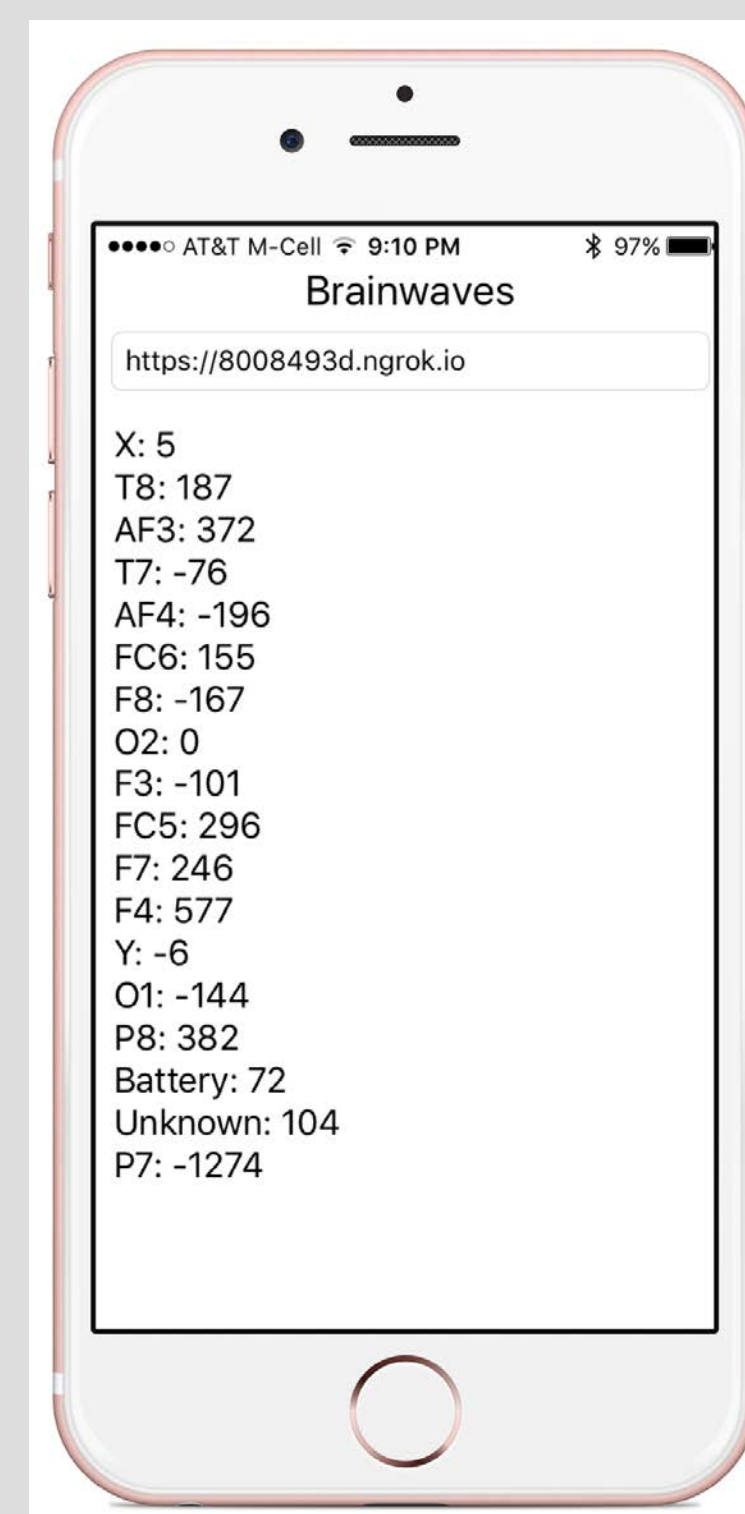 AT&T M-Cell 9:10 PM 97%
Brainwaves
https://8008493d.ngrok.io
X: 5
T8: 187
AF3: 372
T7: -76
AF4: -196
FC6: 155
F8: -167
O2: 0
F3: -101
FC5: 296
F7: 246
F4: 577
Y: -6
O1: -144
P8: 382
Battery: 72
Unknown: 104
P7: -1274